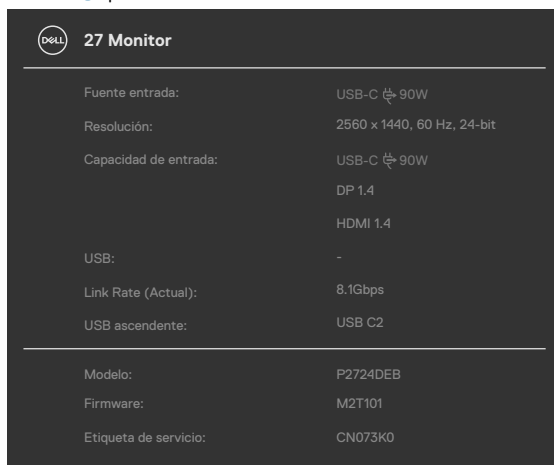 DELL 27 Monitor
Fuente entrada: USB-C 90W
Resolución: 2560 x 1440, 60 Hz, 24-bit
Capacidad de entrada: USB-C 90W
DP 1.4
HDMI 1.4
USB: -
Link Rate (Actual): 8.1Gbps
USB ascendente: USB C2
Modelo: P2724DEB
Firmware: M2T101
Etiqueta de servicio: CN073K0